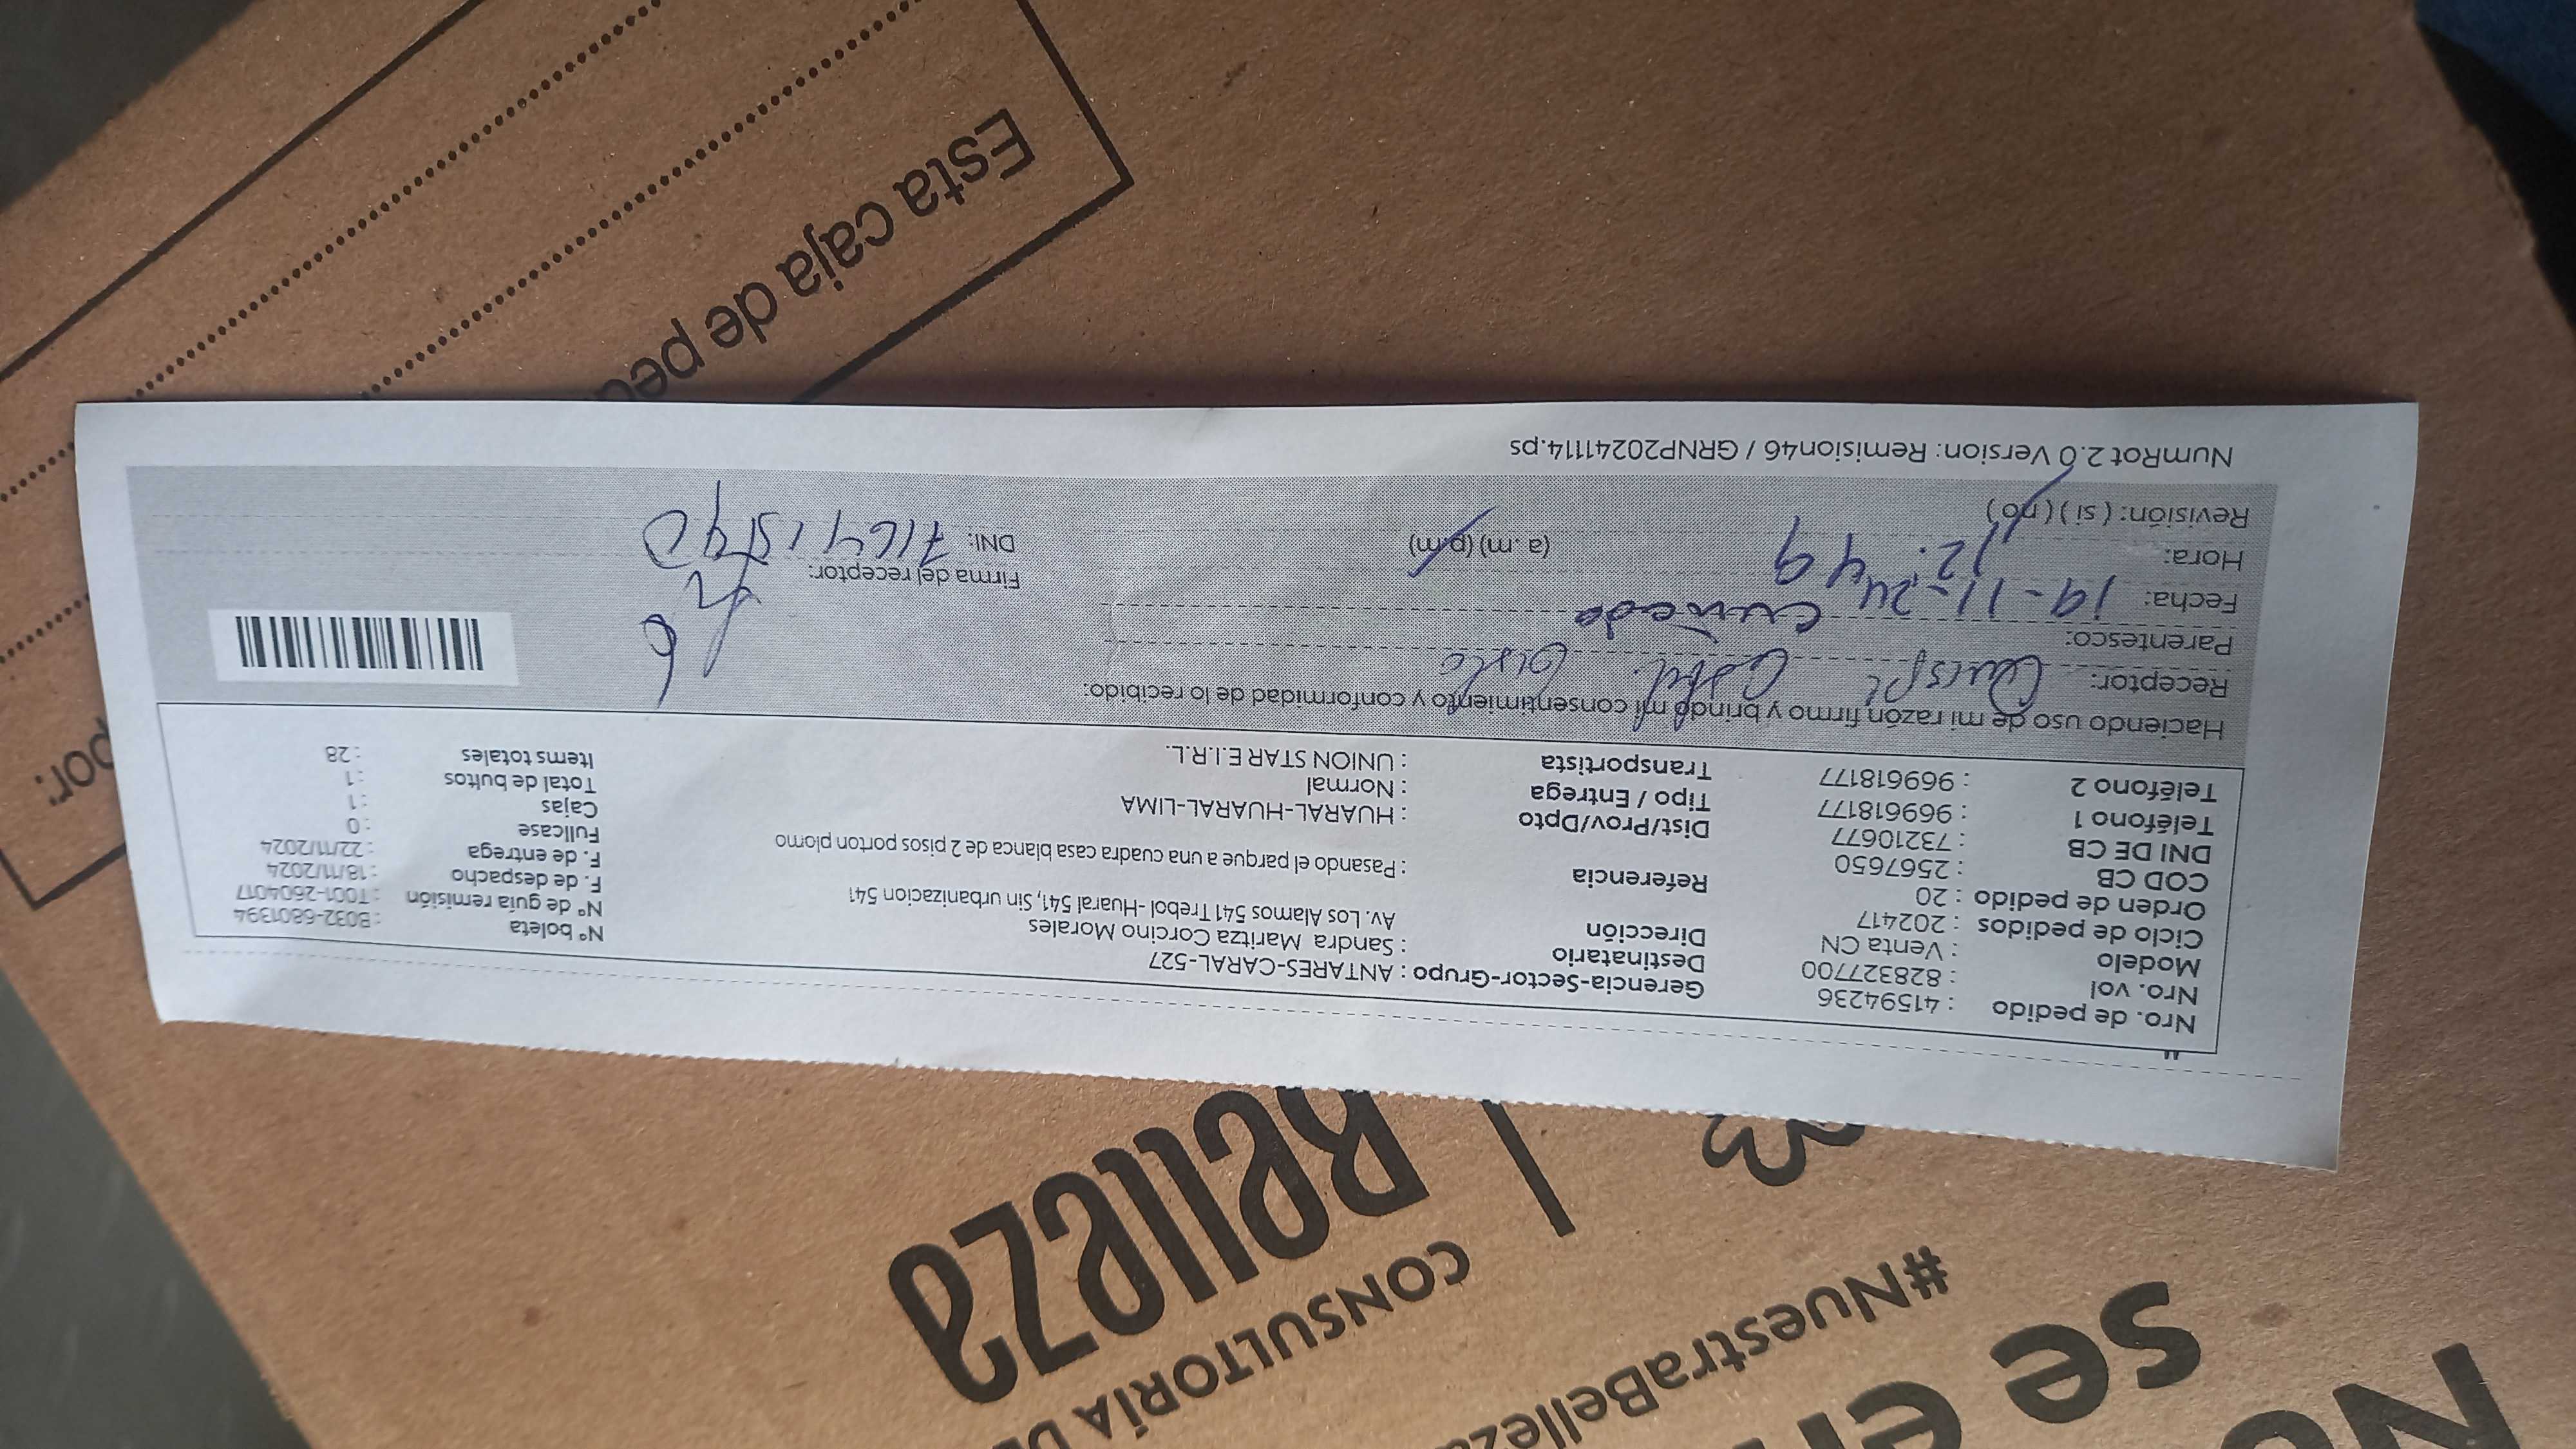 Nro. de pedido : 41594236 Gerencia-Sector-Grupo : ANTARES-CARAL-527 N° boleta : B032-6801394
Nro. vol : 828327700 Destinatario : Sandra Maritza Corcino Morales N° de guía remisión : T001-2604017
Modelo : Venta CN Dirección Av. Los Alamos 541 Trebol -Huaral 541, Sin urbanizacion 541 F. de despacho : 18/11/2024
Ciclo de pedidos : 202417 F. de entrega : 22/11/2024
Orden de pedido : 20 Referencia : Pasando el parque a una cuadra casa blanca de 2 pisos porton plomo Fullcase : 0
COD CB : 2567650 Cajas : 1
DNI DE CB : 73210677 Dist/Prov/Dpto : HUARAL-HUARAL-LIMA Total de bultos : 1
Teléfono 1 : 969618177 Tipo / Entrega : Normal Items totales : 28
Teléfono 2 : 969618177 Transportista : UNION STAR E.I.R.L.
Haciendo uso de mi razón firmo y brindo mi consentimiento y conformidad de lo recibido:
Receptor: Quispe
Parentesco: cuñado
Fecha: 19-11-24
Hora: 12:49 (a. m) (p.m) Firma del receptor:
Revisión: ( si ) ( no ) DNI:
NumRot 2.0 Version: Remision46 / GRNP20241114.ps
Esta caja de
por:
CONSULTORÍA
Belleza
#NuestraBelleza
se